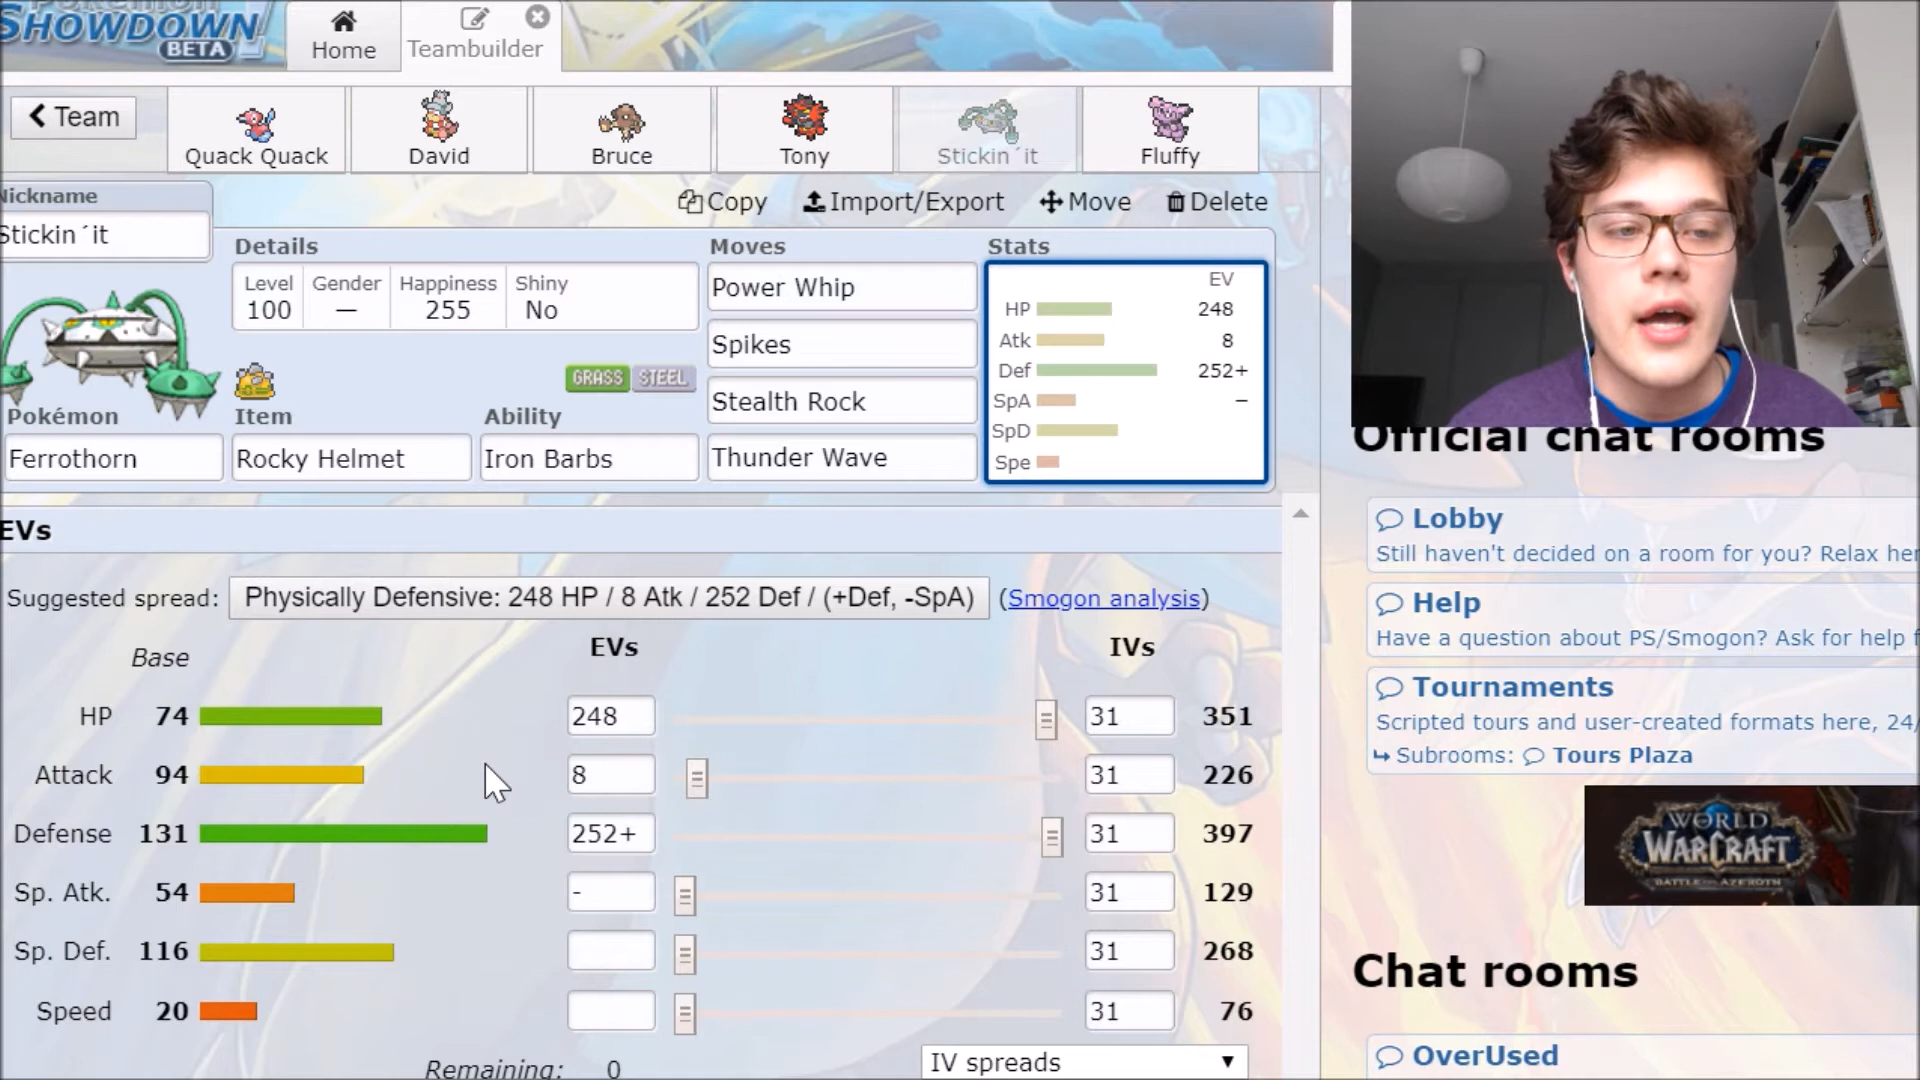 Pokémon
SHOWDOWN
BETA
Home
Teambuilder
Team
Quack Quack
David
Bruce
Tony
Stickin´it
Fluffy
Nickname
Stickin´it
Copy
Import/Export
Move
Delete
Details
Level
100
Gender
—
Happiness
255
Shiny
No
GRASS STEEL
Pokémon
Ferrothorn
Item
Rocky Helmet
Ability
Iron Barbs
Moves
Power Whip
Spikes
Stealth Rock
Thunder Wave
Stats
EV
HP 248
Atk 8
Def 252+
SpA –
SpD
Spe
EVs
Suggested spread: Physically Defensive: 248 HP / 8 Atk / 252 Def / (+Def, -SpA) (Smogon analysis)
Base EVs IVs
HP 74 248 31 351
Attack 94 8 31 226
Defense 131 252+ 31 397
Sp. Atk. 54 - 31 129
Sp. Def. 116 31 268
Speed 20 31 76
Remaining: 0
IV spreads
Official chat rooms
Lobby
Still haven't decided on a room for you? Relax her
Help
Have a question about PS/Smogon? Ask for help f
Tournaments
Scripted tours and user-created formats here, 24/
Subrooms: Tours Plaza
WORLD
WARCRAFT
BATTLE FOR AZEROTH
Chat rooms
OverUsed